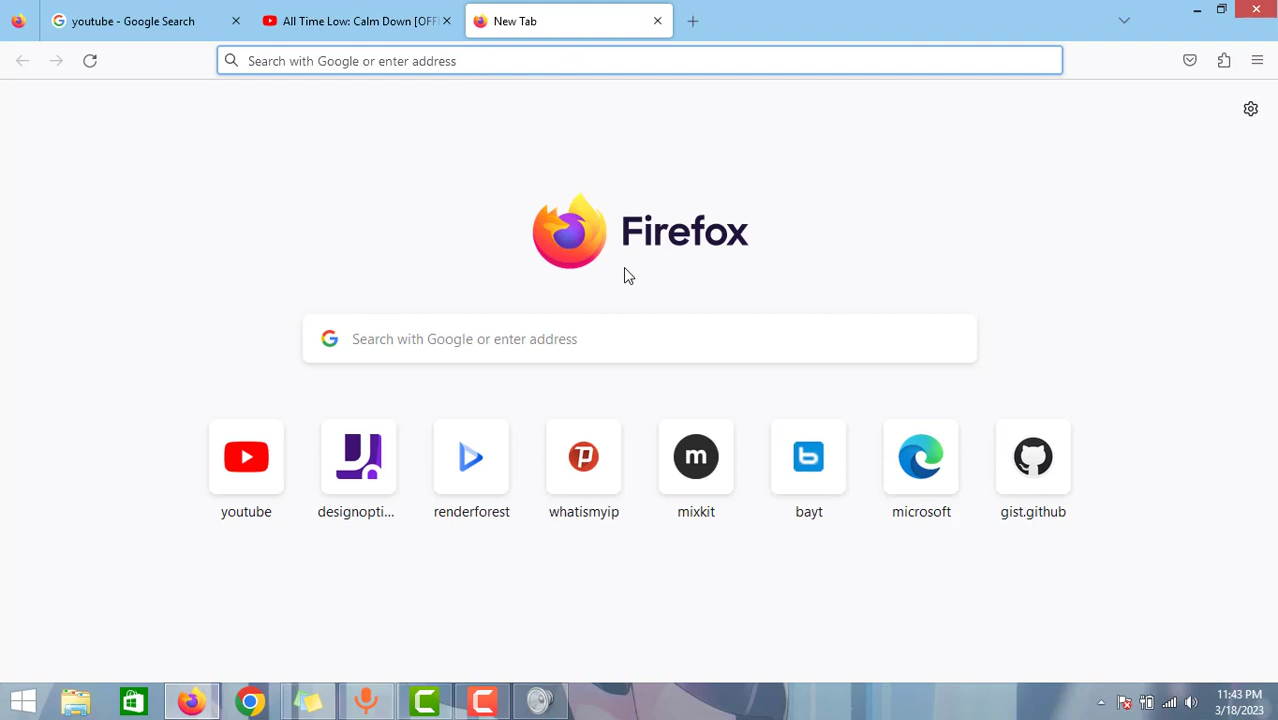 youtube - Google Search
All Time Low: Calm Down [OFFI
New Tab
Search with Google or enter address
Firefox
Search with Google or enter address
youtube
designopti...
renderforest
whatismyip
mixkit
bayt
microsoft
gist.github
11:43 PM
3/18/2023